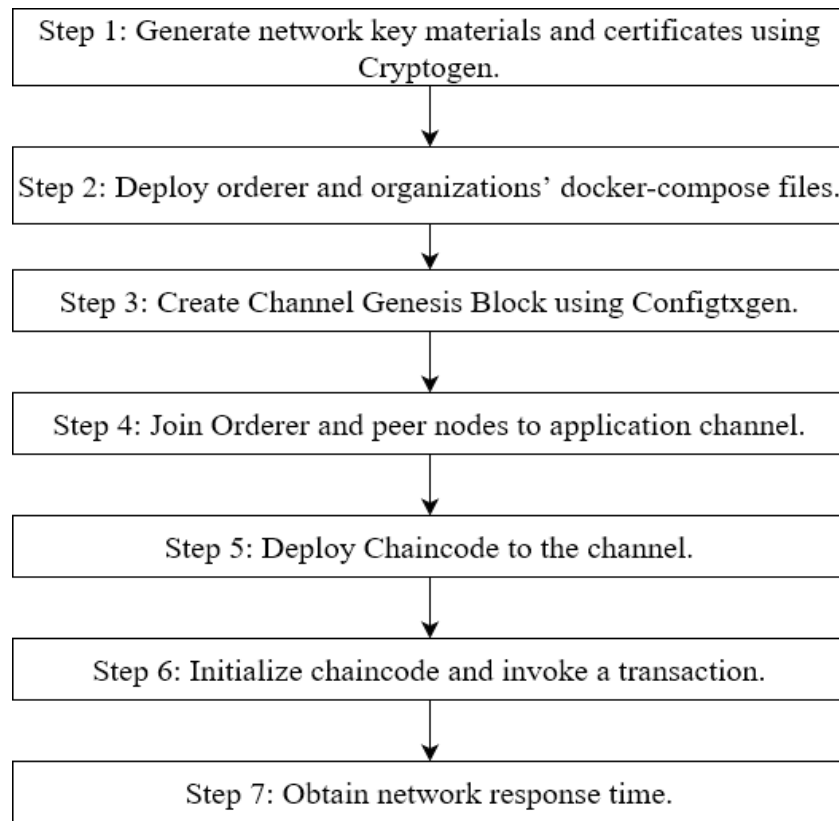 Step 1: Generate network key materials and certificates using
Cryptogen.
Step 2: Deploy orderer and organizations’ docker-compose files.
Step 3: Create Channel Genesis Block using Configtxgen.
Step 4: Join Orderer and peer nodes to application channel.
Step 5: Deploy Chaincode to the channel.
Step 6: Initialize chaincode and invoke a transaction.
Step 7: Obtain network response time.